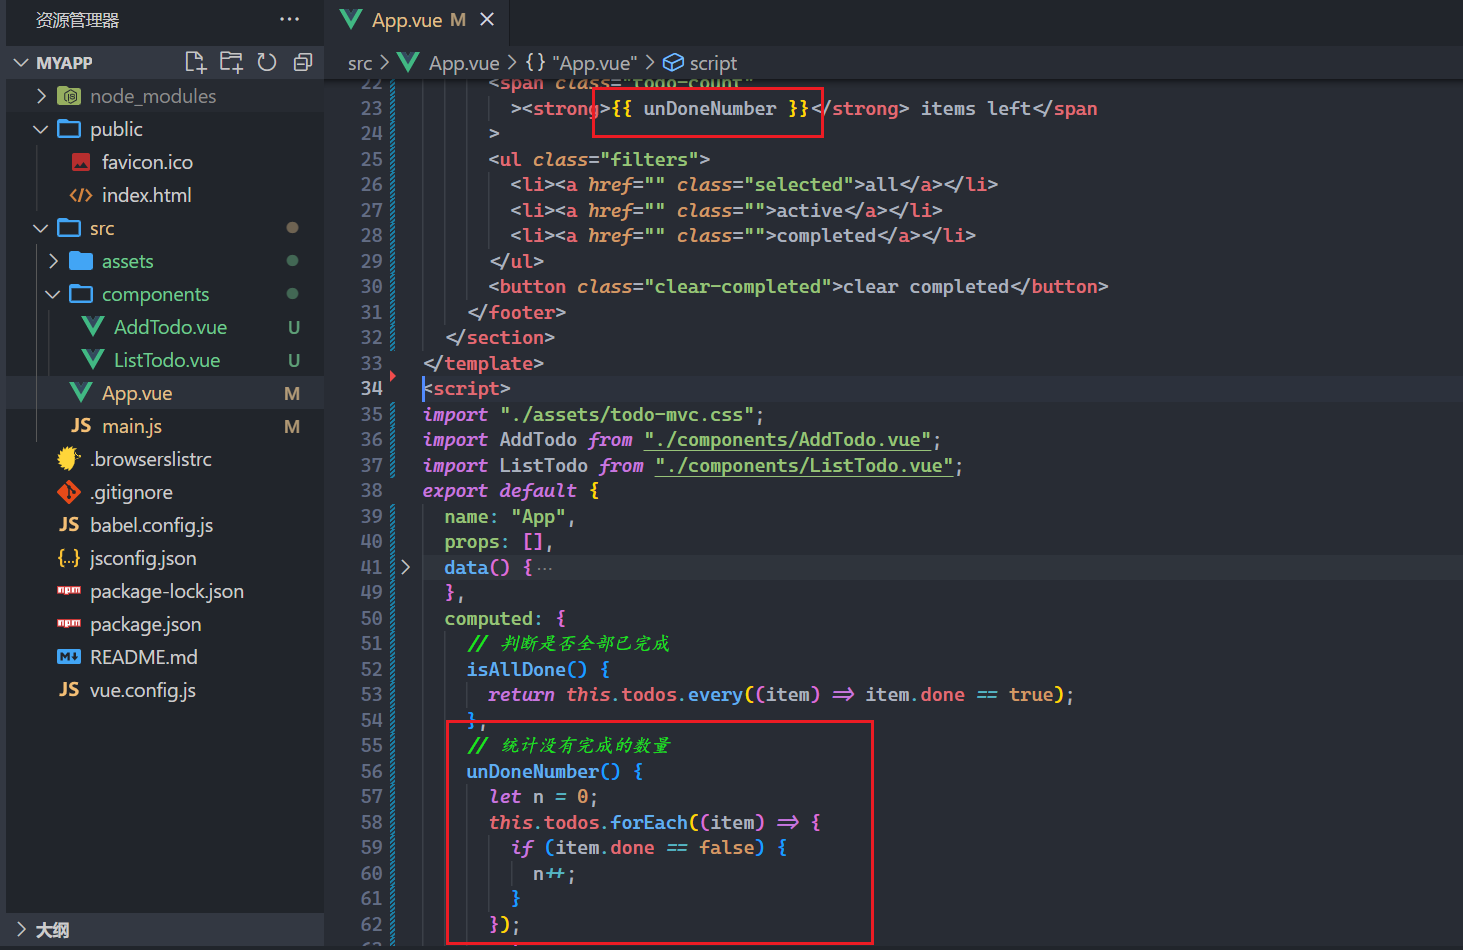 资源管理器
···
App.vue M
MYAPP
src > App.vue > {} "App.vue" > script
node_modules
public
favicon.ico
index.html
src
assets
components
AddTodo.vue U
ListTodo.vue U
App.vue M
JS main.js M
.browserslistrc
.gitignore
JS babel.config.js
{..} jsconfig.json
npm package-lock.json
npm package.json
M↓ README.md
JS vue.config.js
大纲
22 <span class="todo-count"
23 ><strong>{{ unDoneNumber }}</strong> items left</span
24 >
25 <ul class="filters">
26 <li><a href="" class="selected">all</a></li>
27 <li><a href="" class="">active</a></li>
28 <li><a href="" class="">completed</a></li>
29 </ul>
30 <button class="clear-completed">clear completed</button>
31 </footer>
32 </section>
33 </template>
34 <script>
35 import "./assets/todo-mvc.css";
36 import AddTodo from "./components/AddTodo.vue";
37 import ListTodo from "./components/ListTodo.vue";
38 export default {
39 name: "App",
40 props: [],
41 data() {···
49 },
50 computed: {
51 // 判断是否全部已完成
52 isAllDone() {
53 return this.todos.every((item) => item.done == true);
54 },
55 // 统计没有完成的数量
56 unDoneNumber() {
57 let n = 0;
58 this.todos.forEach((item) => {
59 if (item.done == false) {
60 n++;
61 }
62 });